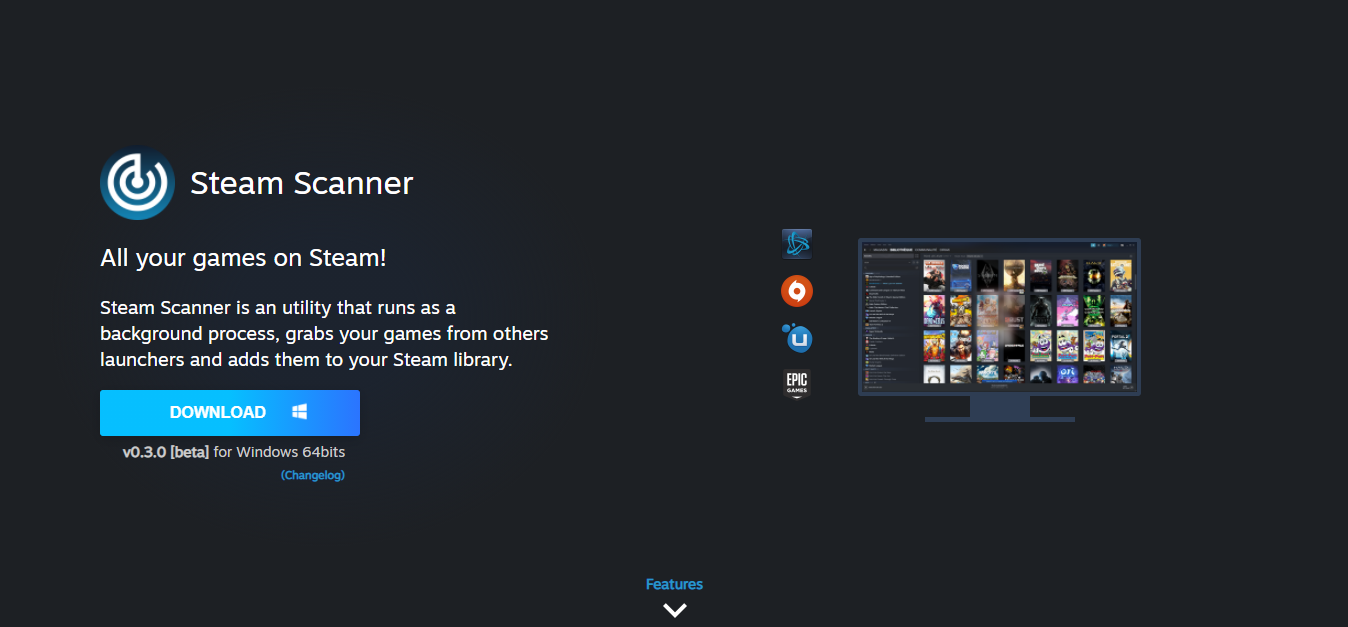 Steam Scanner
All your games on Steam!
Steam Scanner is an utility that runs as a
background process, grabs your games from others
launchers and adds them to your Steam library.
DOWNLOAD
v0.3.0 [beta] for Windows 64bits
(Changelog)
EPIC
GAMES
Features